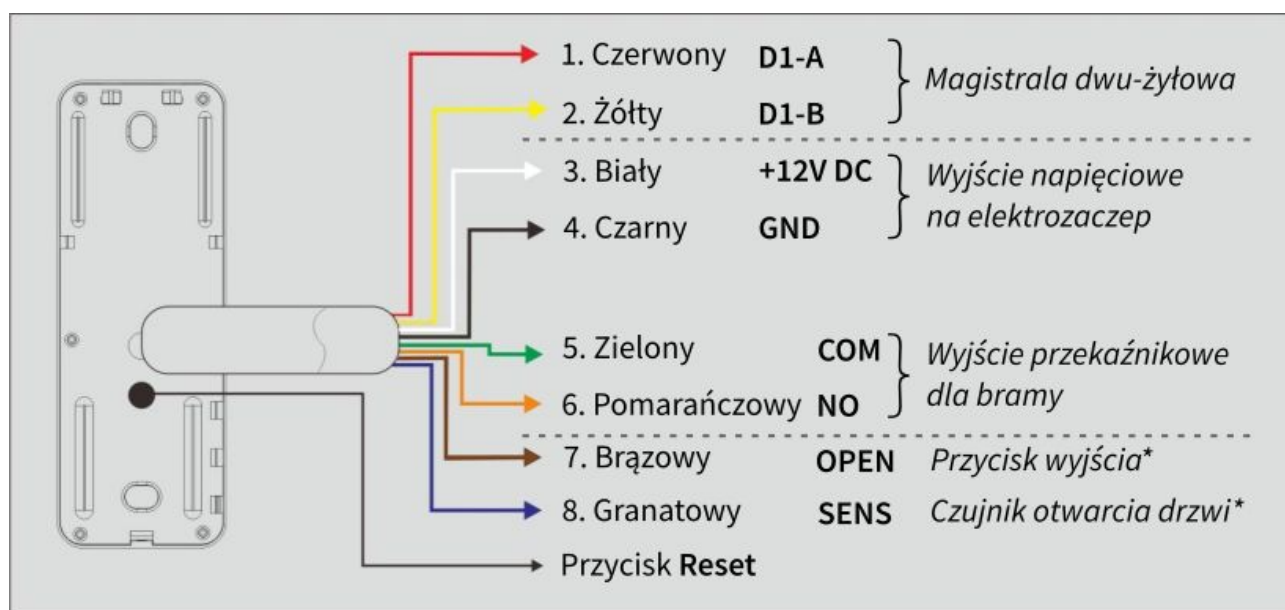 1. Czerwony D1-A
Magistrala dwu-żyłowa
2. Żółty D1-B
3. Biały +12V DC
Wyjście napięciowe
na elektrozaczep
4. Czarny GND
5. Zielony COM
Wyjście przekaźnikowe
dla bramy
6. Pomarańczowy NO
7. Brązowy OPEN Przycisk wyjścia*
8. Granatowy SENS Czujnik otwarcia drzwi*
Przycisk Reset